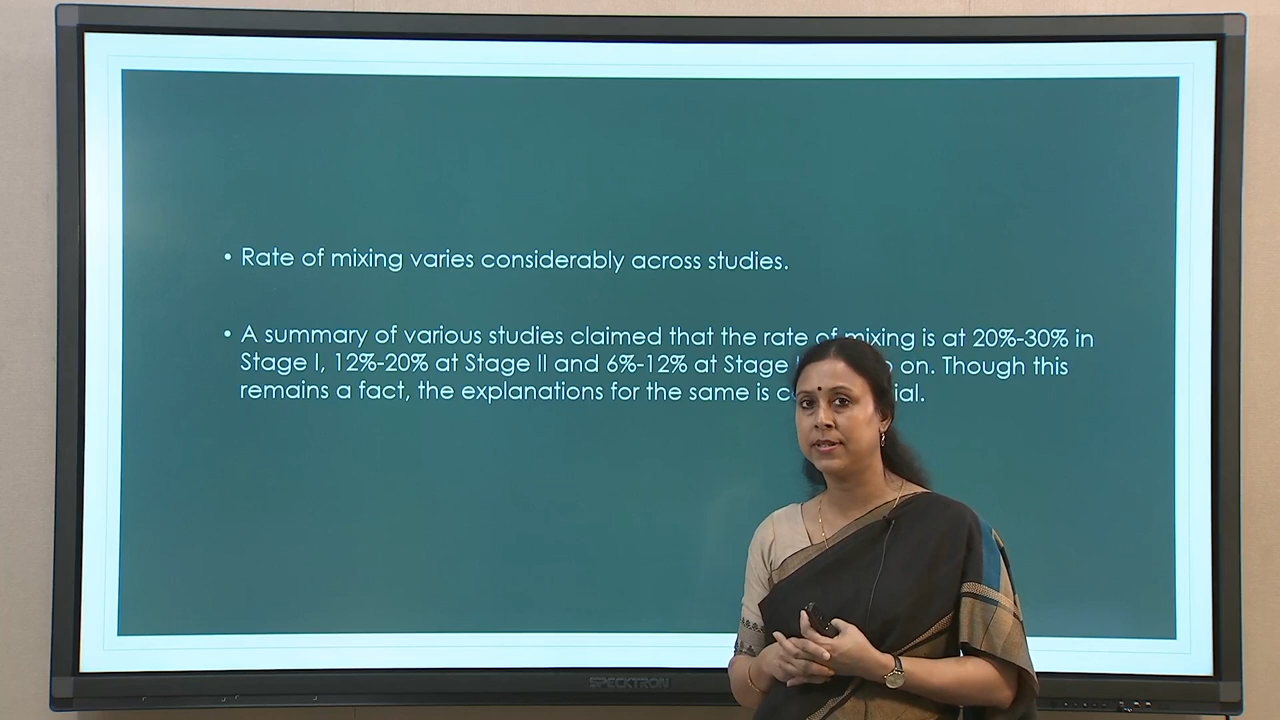 • Rate of mixing varies considerably across studies.
• A summary of various studies claimed that the rate of mixing is at 20%-30% in
Stage I, 12%-20% at Stage II and 6%-12% at Stage on. Though this
remains a fact, the explanations for the same is
SPECKTRON